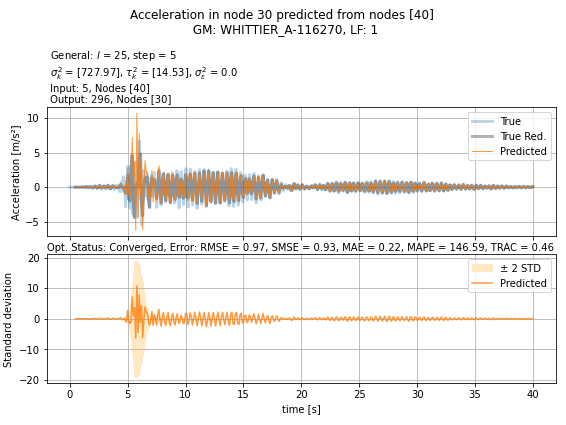 Acceleration in node 30 predicted from nodes [40]
GM: WHITTIER_A-116270, LF: 1
General: l = 25, step = 5
σ²ₖ = [727.97], τ²ₖ = [14.53], σ²ε = 0.0
Input: 5, Nodes [40]
Output: 296, Nodes [30]
Acceleration [m/s²]
10
5
0
−5
True
True Red.
Predicted
Opt. Status: Converged, Error: RMSE = 0.97, SMSE = 0.93, MAE = 0.22, MAPE = 146.59, TRAC = 0.46
Standard deviation
20
10
0
−10
−20
± 2 STD
Predicted
0 5 10 15 20 25 30 35 40
time [s]